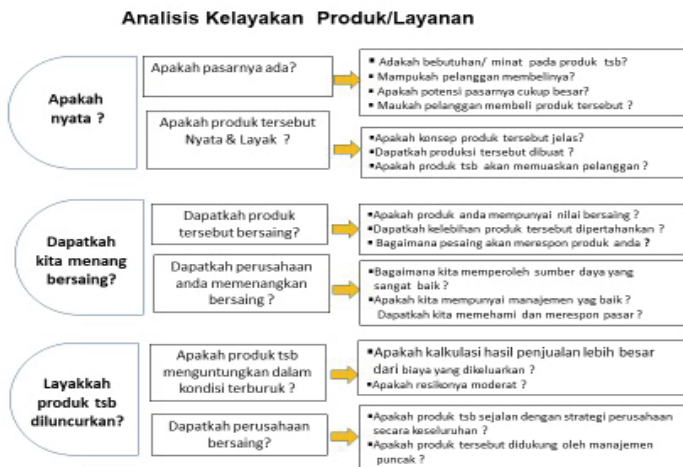 Analisis Kelayakan Produk/Layanan
Apakah
nyata ?
Apakah pasarnya ada?
▪ Adakah bebutuhan/ minat pada produk tsb?
▪ Mampukah pelanggan membelinya?
▪ Apakah potensi pasarnya cukup besar?
▪ Maukah pelanggan membeli produk tersebut ?
Apakah produk tersebut
Nyata & Layak ?
▪Apakah konsep produk tersebut jelas?
▪Dapatkah produksi tersebut dibuat ?
▪Apakah produk tsb akan memuaskan pelanggan ?
Dapatkah
kita menang
bersaing?
Dapatkah produk
tersebut bersaing?
▪Apakah produk anda mempunyai nilai bersaing ?
▪Dapatkah kelebihan produk tersebut dipertahankan ?
▪ Bagaimana pesaing akan merespon produk anda ?
Dapatkah perusahaan
anda memenangkan
bersaing ?
▪Bagaimana kita memperoleh sumber daya yang
sangat baik ?
▪Apakah kita mempunyai manajemen yag baik ?
Dapatkah kita memehami dan merespon pasar ?
Layakkah
produk tsb
diluncurkan?
Apakah produk tsb
menguntungkan dalam
kondisi terburuk ?
▪Apakah kalkulasi hasil penjualan lebih besar
dari biaya yang dikeluarkan ?
▪Apakah resikonya moderat ?
Dapatkah perusahaan
bersaing?
▪Apakah produk tsb sejalan dengan strategi perusahaan
secara keseluruhan ?
▪Apakah produk tersebut didukung oleh manajemen
puncak ?